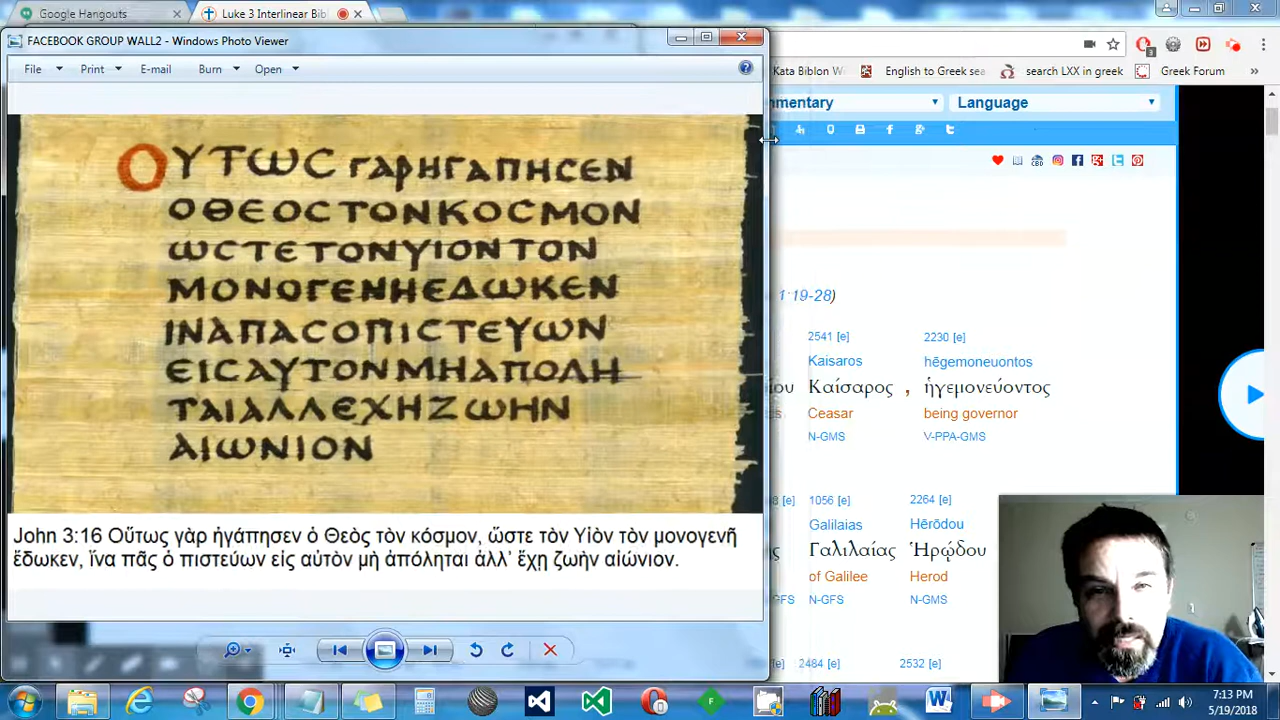 Google Hangouts
Luke 3 Interlinear Bib
FACEBOOK GROUP WALL2 - Windows Photo Viewer
File Print E-mail Burn Open
ΟΥΤωϹ ΓΑΡΗΓΑΠΗϹΕΝ
ΟΘΕΟϹΤΟΝΚΟϹΜΟΝ
ωϹΤΕΤΟΝΥΙΟΝΤΟΝ
ΜΟΝΟΓΕΝΗΕΔωΚΕΝ
ΙΝΑΠΑϹΟΠΙϹΤΕΥωΝ
ΕΙϹΑΥΤΟΝΜΗΑΠΟΛΗ
ΤΑΙΑΛΛΕΧΗΖωΗΝ
ΑΙωΝΙΟΝ
John 3:16 Οὕτως γὰρ ἠγάπησεν ὁ Θεὸς τὸν κόσμον, ὥστε τὸν Υἱὸν τὸν μονογενῆ
ἔδωκεν, ἵνα πᾶς ὁ πιστεύων εἰς αὐτὸν μὴ ἀπόληται ἀλλ’ ἔχῃ ζωὴν αἰώνιον.
3
Kata Biblon W English to Greek sea search LXX in greek Greek Forum »
mmentary Language
1:19-28)
2541 [e] 2230 [e]
Kaisaros hēgemoneuontos
ου Καίσαρος , ἡγεμονεύοντος
Ceasar being governor
N-GMS V-PPA-GMS
[e] 1056 [e] 2264 [e]
Galilaias Hērōdou
Γαλιλαίας Ἡρῴδου
of Galilee Herod
GFS N-GFS N-GMS
[e] 2484 [e] 2532 [e]
7:13 PM
5/19/2018